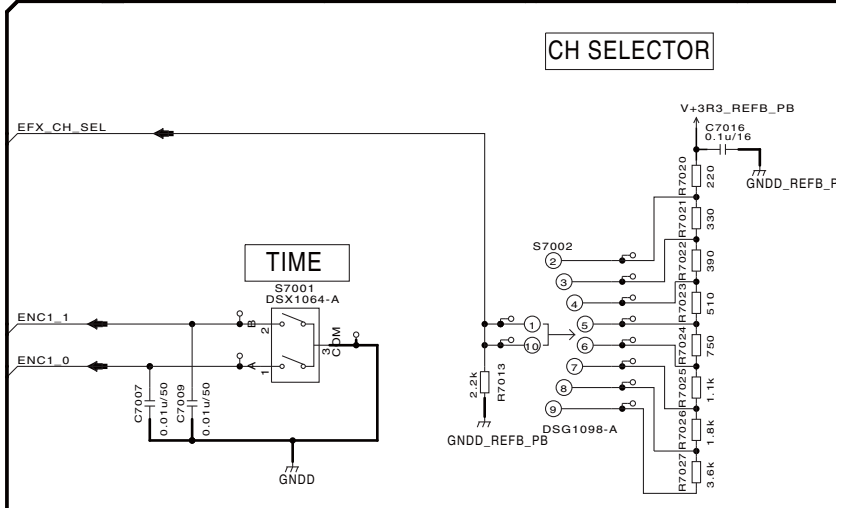 CH SELECTOR
V+3R3_REFB_PB
EFX_CH_SEL
C7016
0.1u/16
GNDD_REFB_P
R7020
220
R7021
330
R7022
390
R7023
510
R7024
750
R7025
1.1k
R7026
1.8k
R7027
3.6k
S7002
2
3
4
5
6
7
8
9
1
10
DSG1098-A
2.2k
R7013
GNDD_REFB_PB
TIME
S7001
DSX1064-A
ENC1_1
B
2
3
COM
ENC1_0
A
1
C7007
0.01u/50
C7009
0.01u/50
GNDD